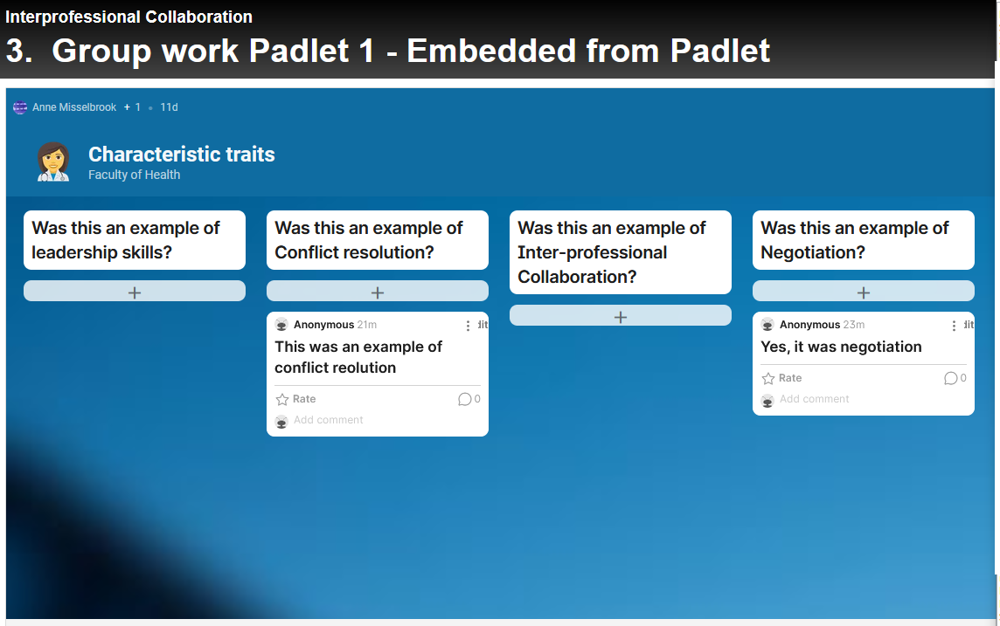 Interprofessional Collaboration
3. Group work Padlet 1 - Embedded from Padlet
Anne Misselbrook + 1 • 11d
Characteristic traits
Faculty of Health
Was this an example of
leadership skills?
+
Was this an example of
Conflict resolution?
+
Anonymous 21m
This was an example of
conflict reolution
Rate 0
Add comment
Was this an example of
Inter-professional
Collaboration?
+
Was this an example of
Negotiation?
+
Anonymous 23m
Yes, it was negotiation
Rate 0
Add comment